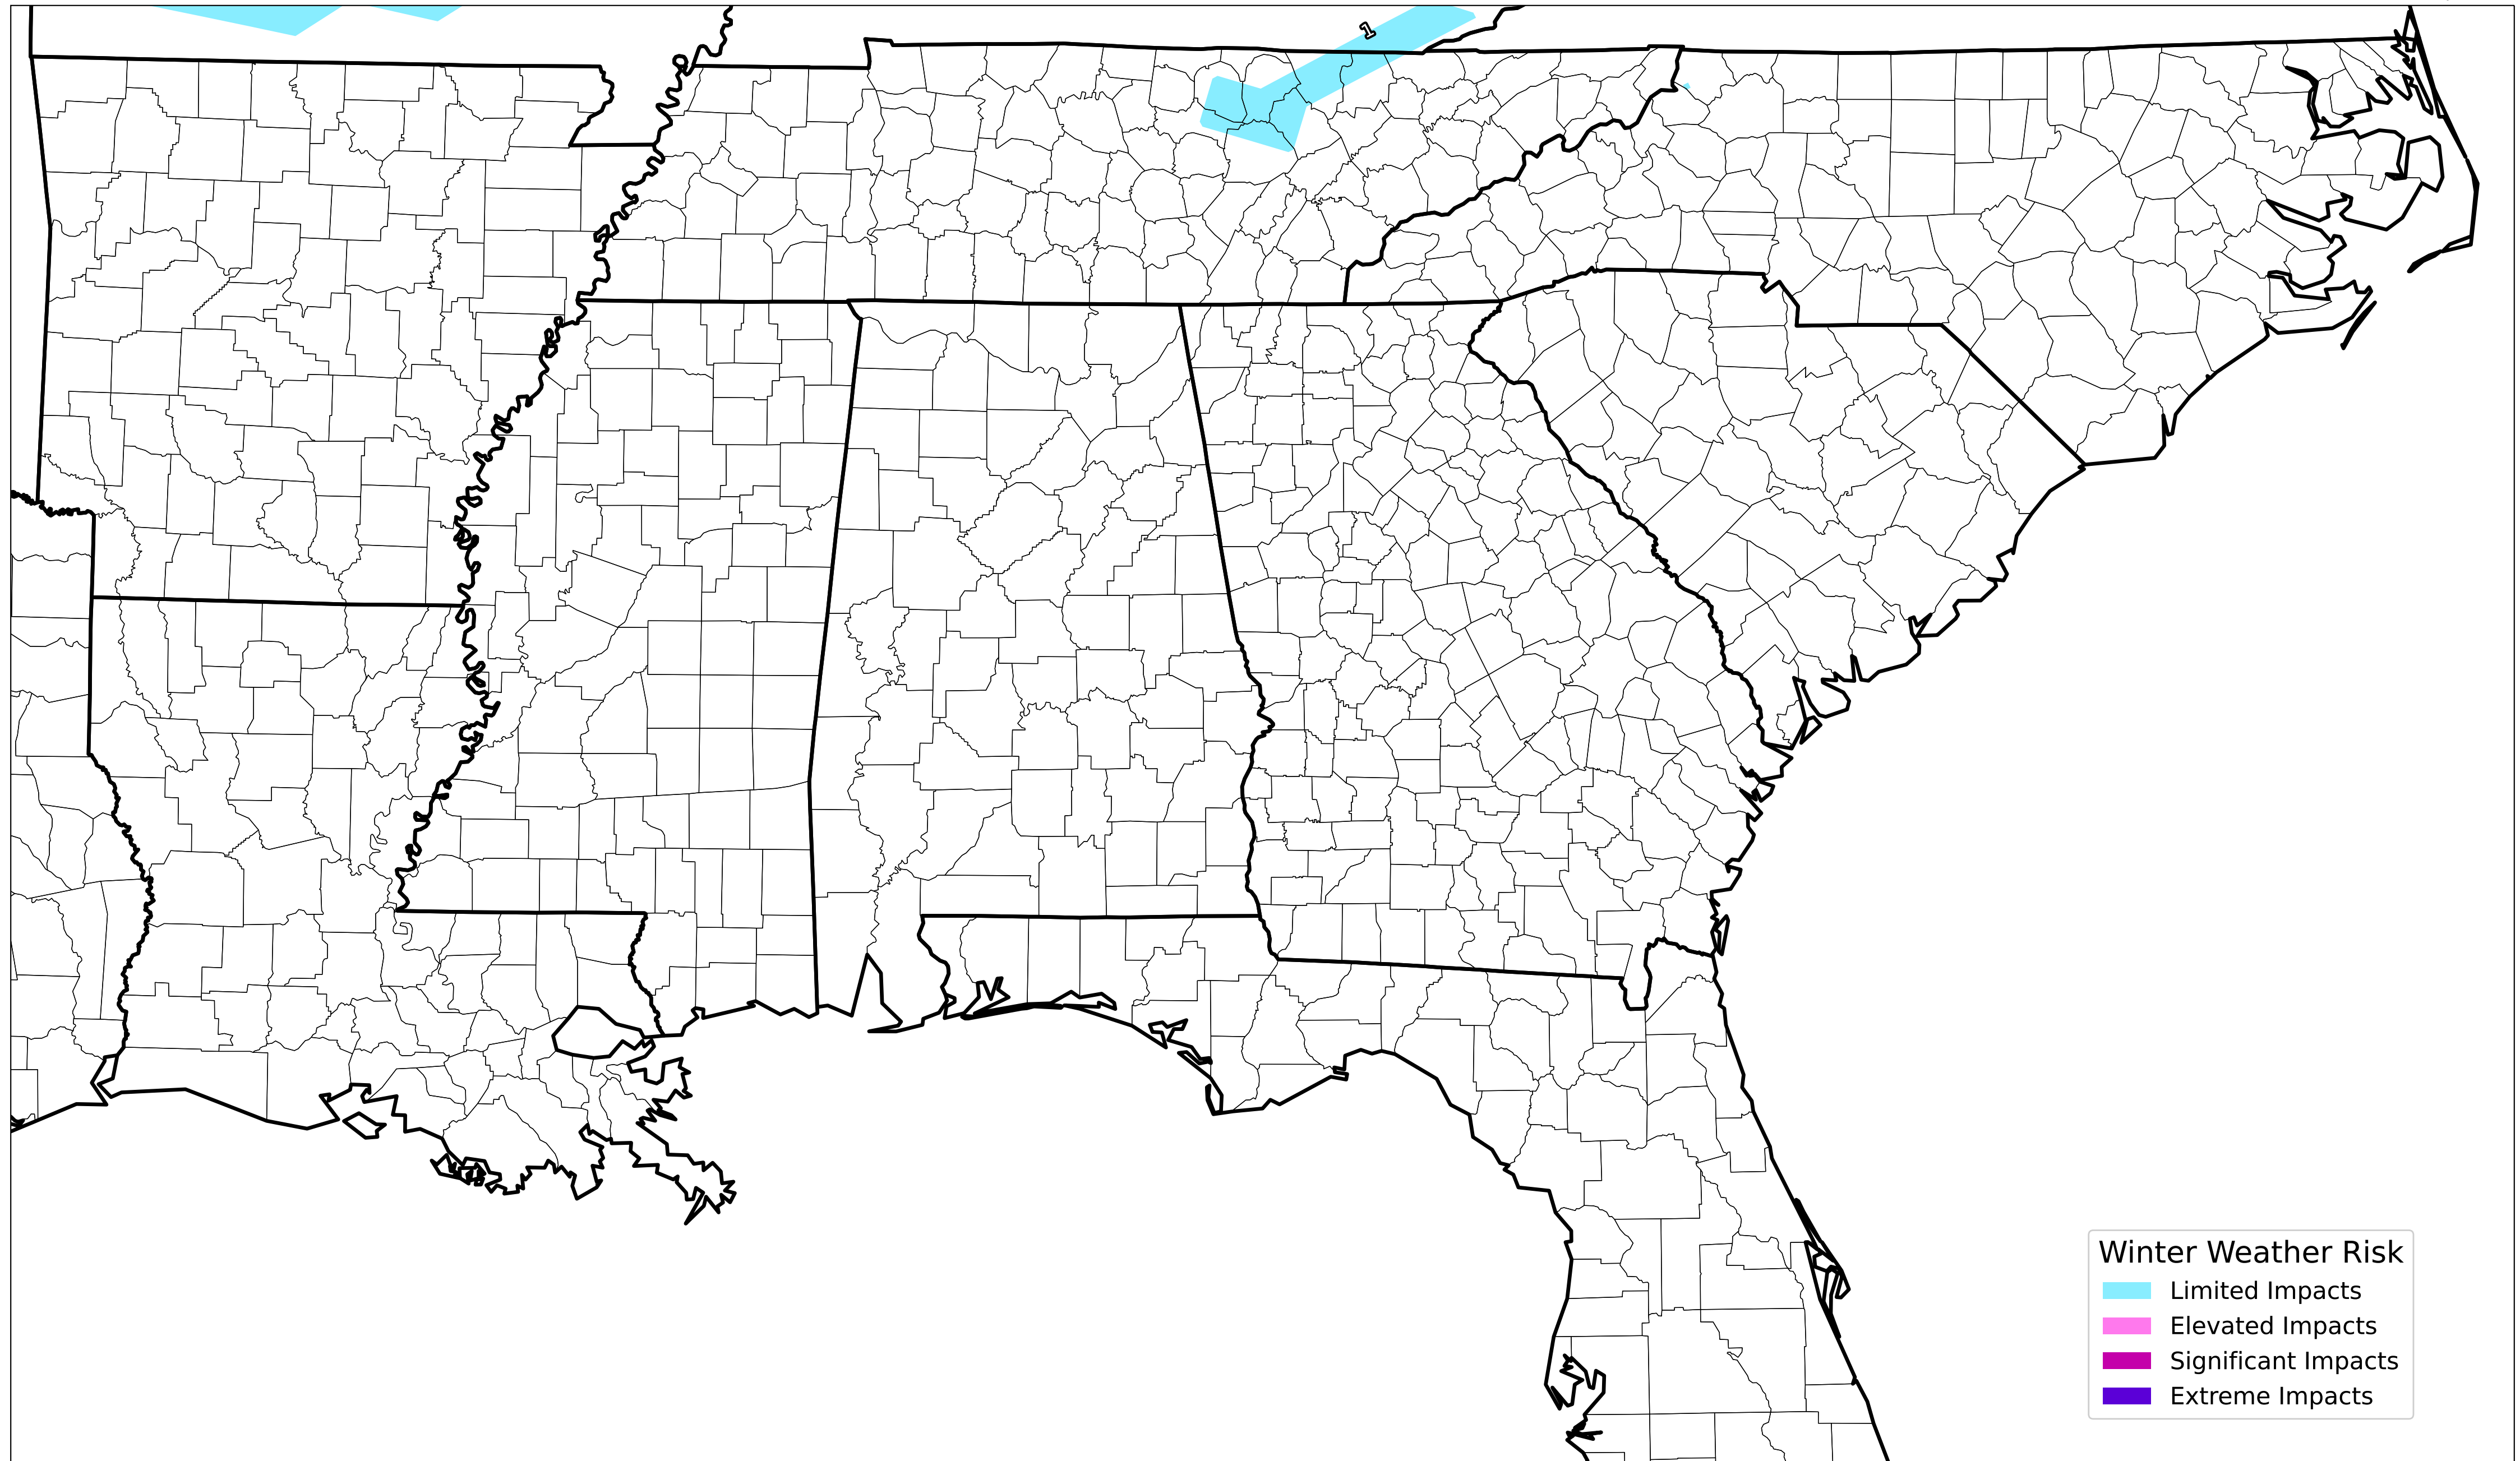 1
Winter Weather Risk
Limited Impacts
Elevated Impacts
Significant Impacts
Extreme Impacts